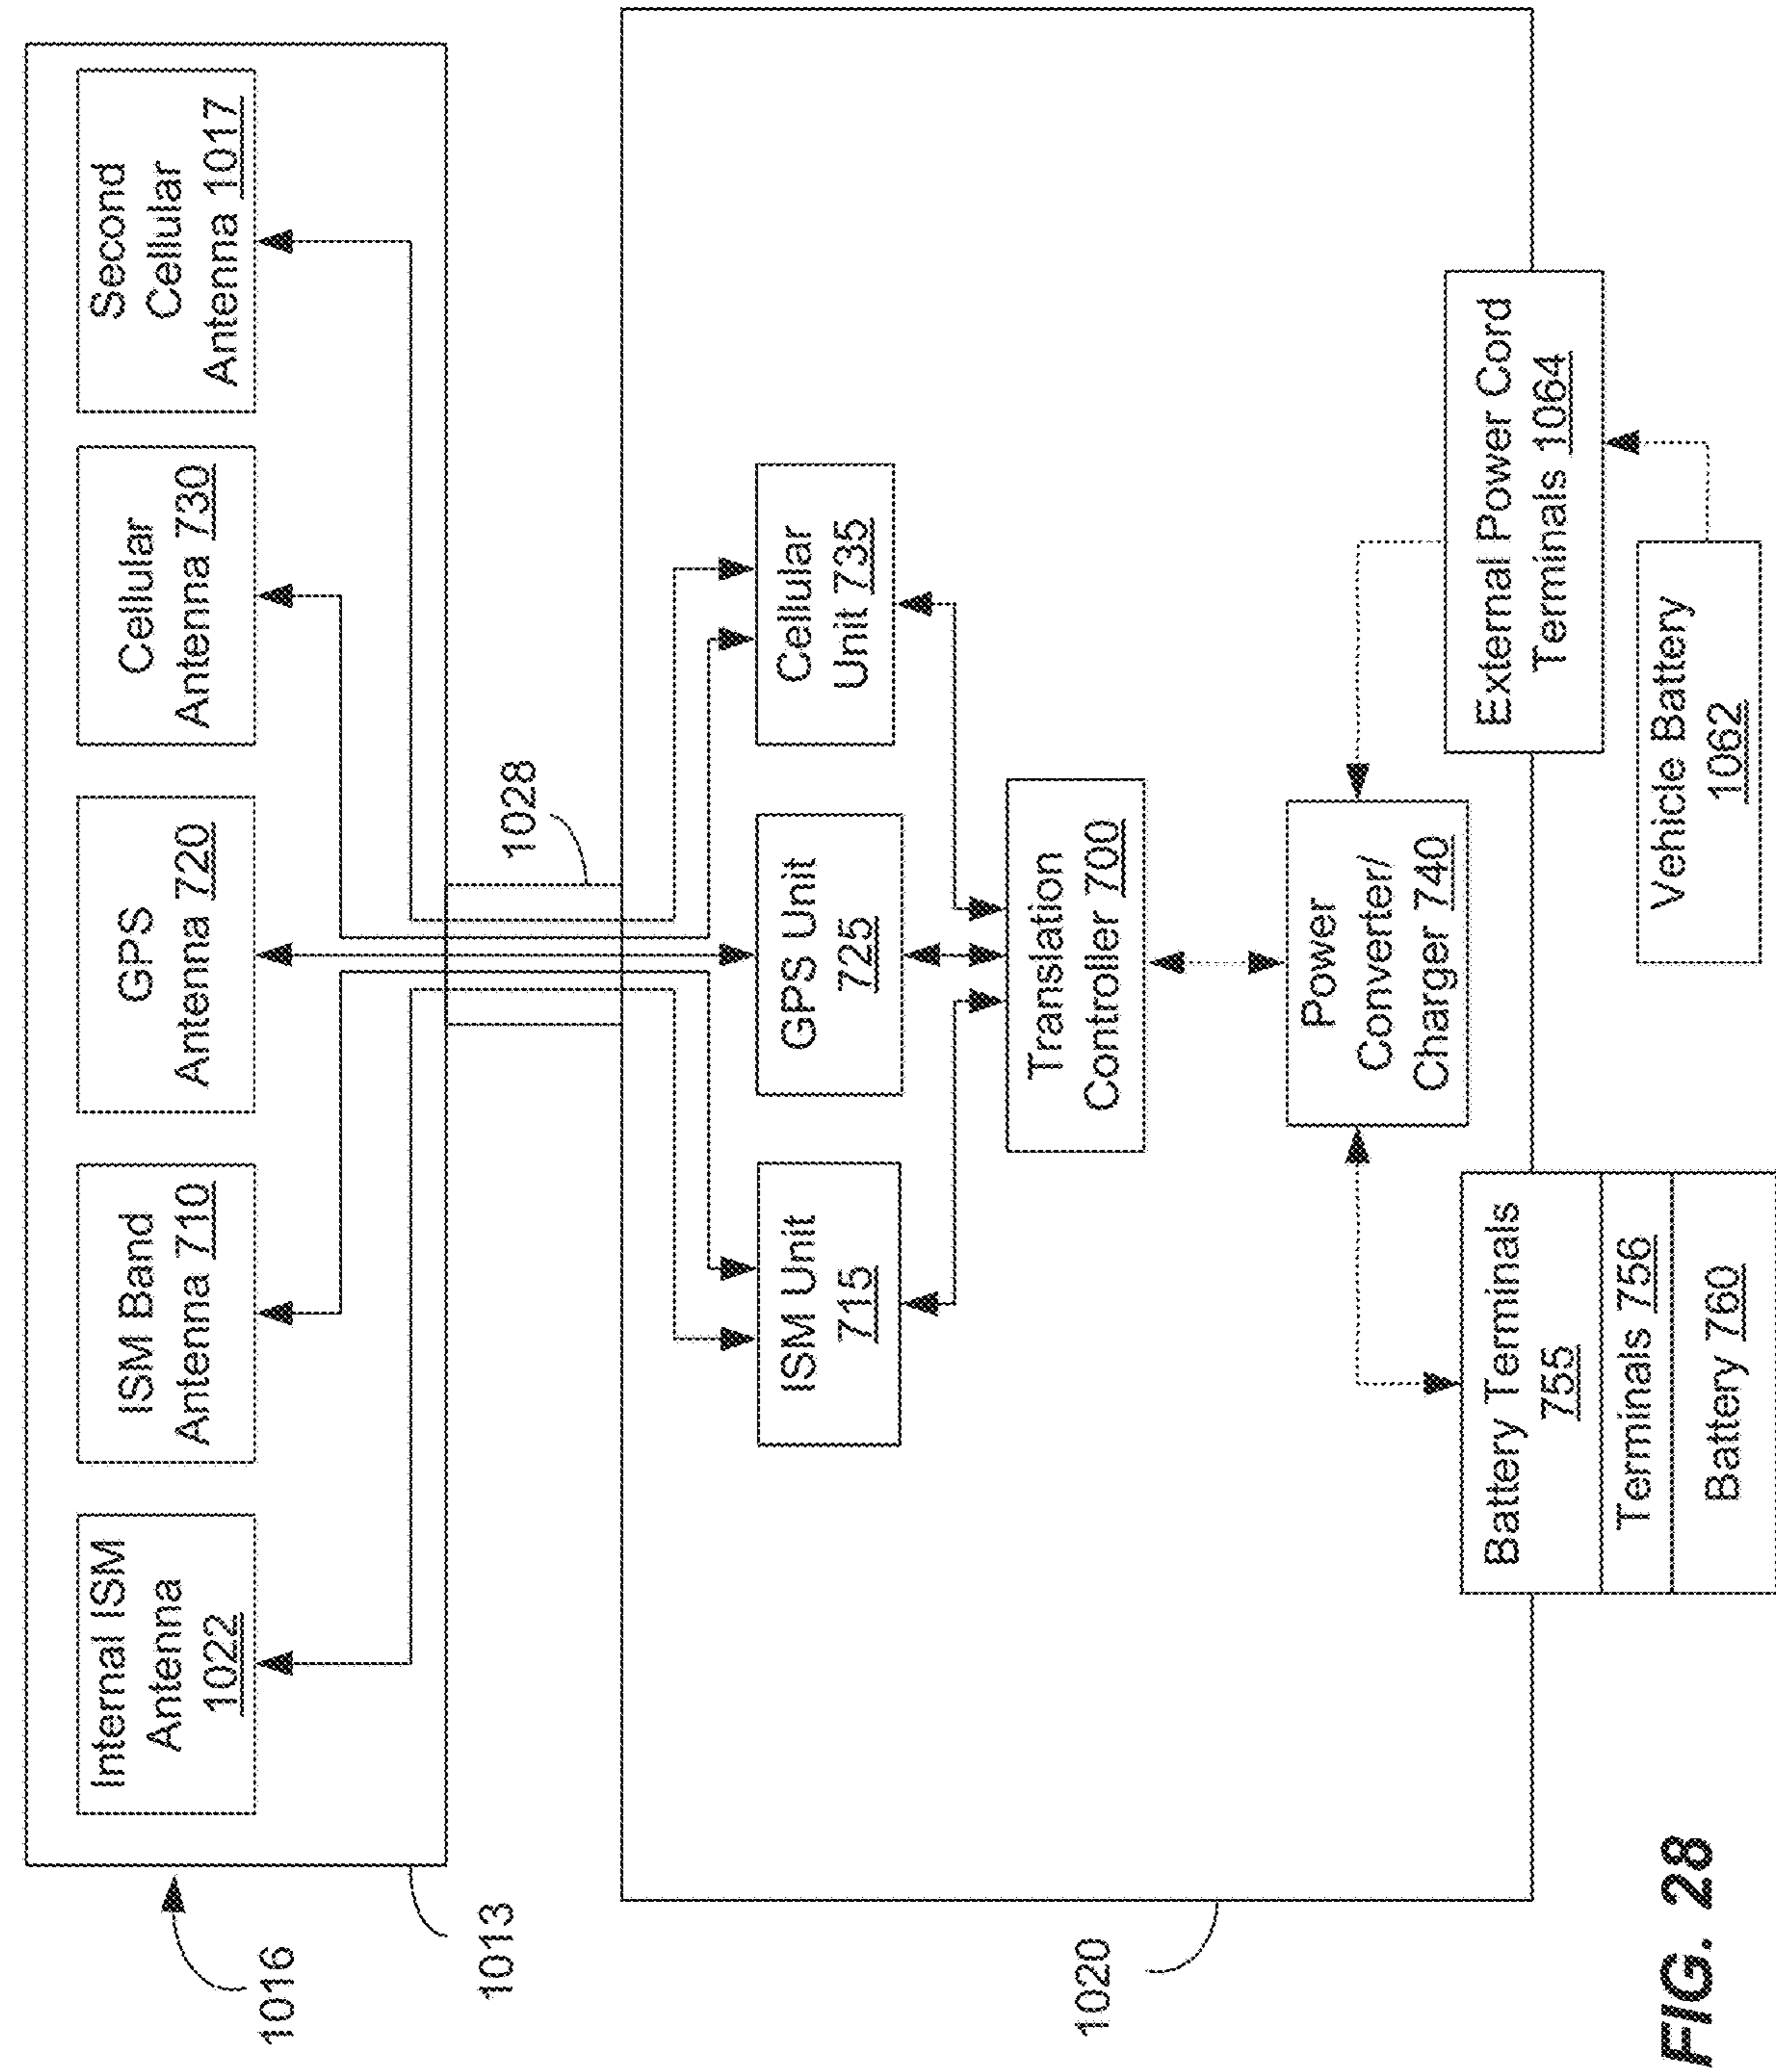 1016
1013
Internal ISM
Antenna
1022
ISM Band
Antenna 710
GPS
Antenna 720
Cellular
Antenna 730
Second
Cellular
Antenna 1017
1028
1020
ISM Unit
715
GPS Unit
725
Cellular
Unit 735
Translation
Controller 700
Power
Converter/
Charger 740
Battery Terminals
755
Terminals 756
Battery 760
External Power Cord
Terminals 1064
Vehicle Battery
1062
FIG. 28